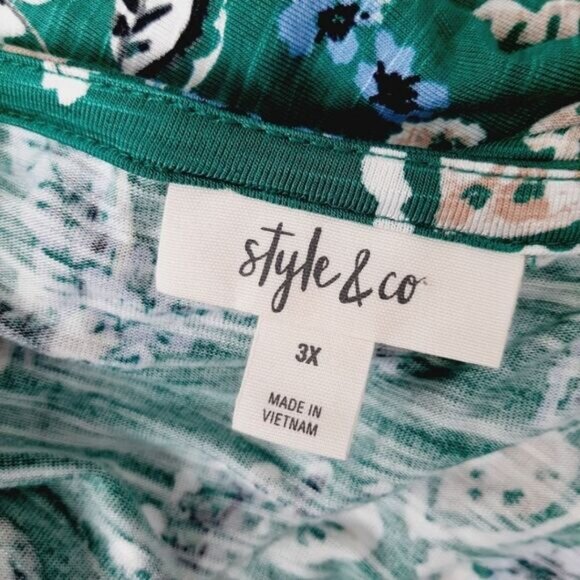 style & co
3X
MADE IN
VIETNAM